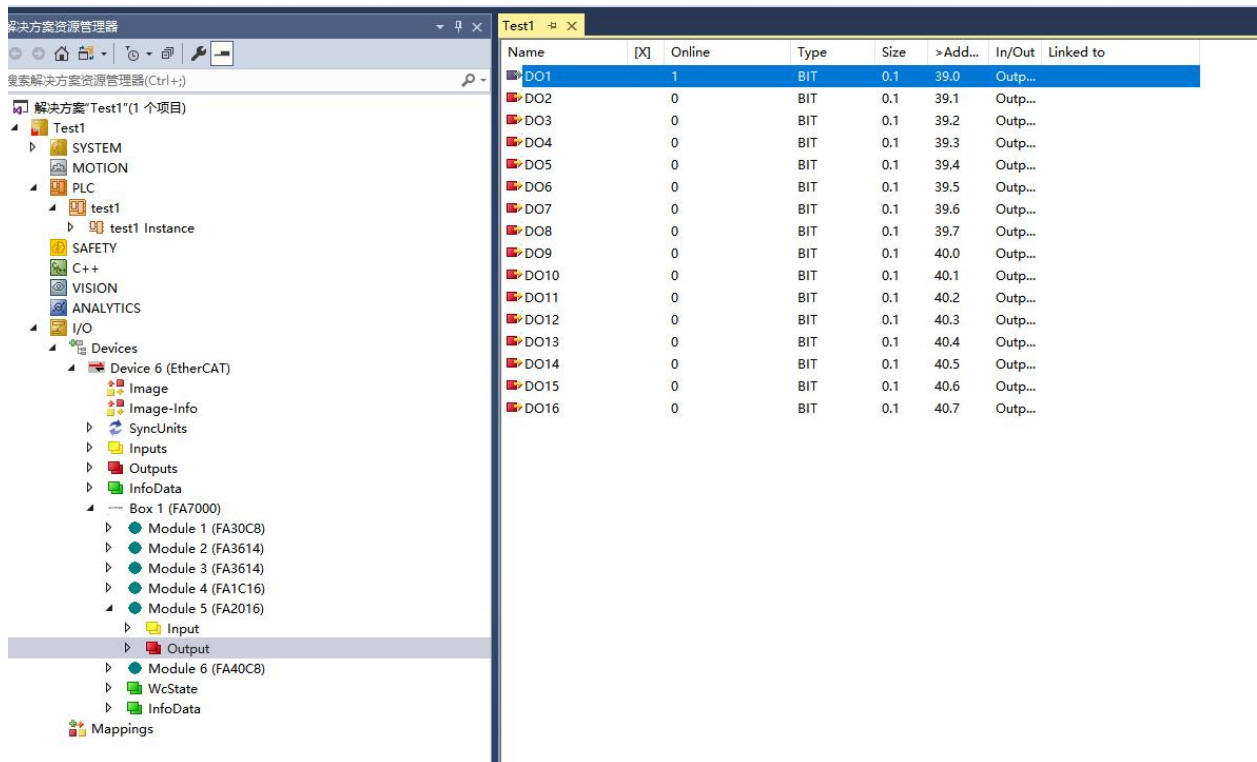 解决方案资源管理器
搜索解决方案资源管理器(Ctrl+;)
解决方案"Test1"(1 个项目)
Test1
SYSTEM
MOTION
PLC
test1
test1 Instance
SAFETY
C++
VISION
ANALYTICS
I/O
Devices
Device 6 (EtherCAT)
Image
Image-Info
SyncUnits
Inputs
Outputs
InfoData
Box 1 (FA7000)
Module 1 (FA30C8)
Module 2 (FA3614)
Module 3 (FA3614)
Module 4 (FA1C16)
Module 5 (FA2016)
Input
Output
Module 6 (FA40C8)
WcState
InfoData
Mappings
Test1
Name [X] Online Type Size >Add... In/Out Linked to
DO1 1 BIT 0.1 39.0 Outp...
DO2 0 BIT 0.1 39.1 Outp...
DO3 0 BIT 0.1 39.2 Outp...
DO4 0 BIT 0.1 39.3 Outp...
DO5 0 BIT 0.1 39.4 Outp...
DO6 0 BIT 0.1 39.5 Outp...
DO7 0 BIT 0.1 39.6 Outp...
DO8 0 BIT 0.1 39.7 Outp...
DO9 0 BIT 0.1 40.0 Outp...
DO10 0 BIT 0.1 40.1 Outp...
DO11 0 BIT 0.1 40.2 Outp...
DO12 0 BIT 0.1 40.3 Outp...
DO13 0 BIT 0.1 40.4 Outp...
DO14 0 BIT 0.1 40.5 Outp...
DO15 0 BIT 0.1 40.6 Outp...
DO16 0 BIT 0.1 40.7 Outp...